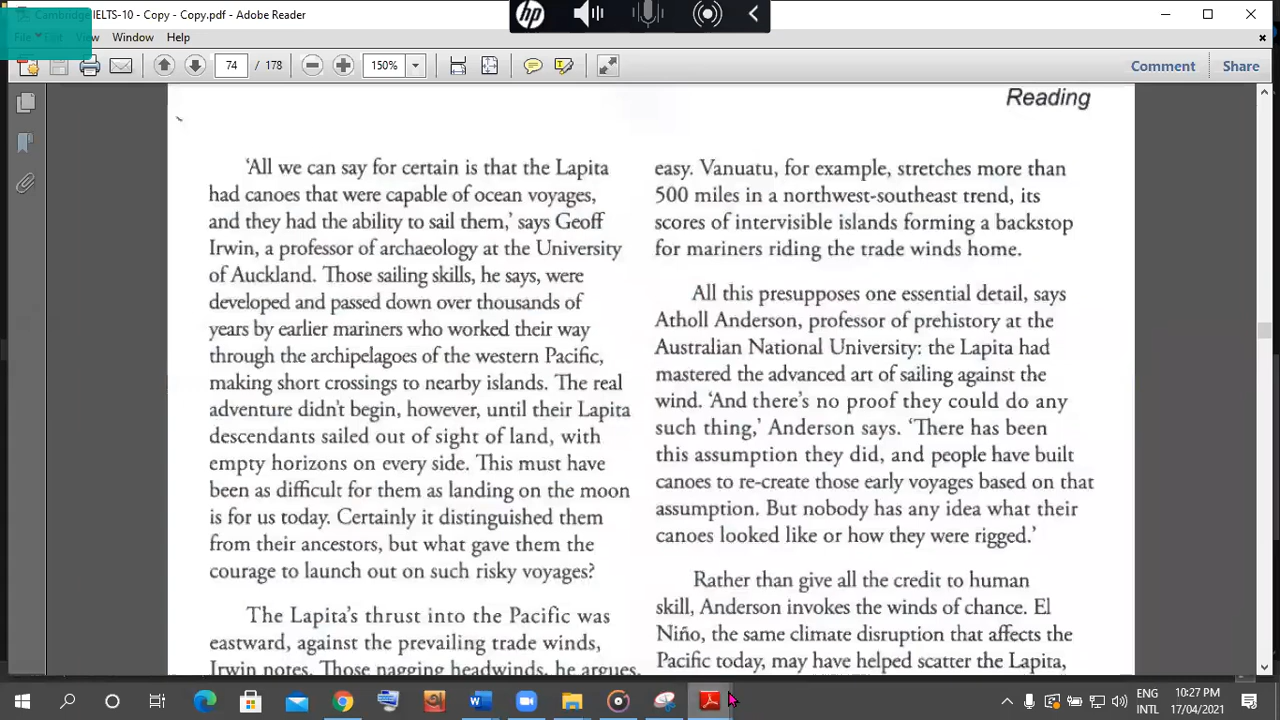 Cambridge IELTS-10 - Copy - Copy.pdf - Adobe Reader
File Edit View Window Help
74 / 178 150% Comment Share
Reading
‘All we can say for certain is that the Lapita
had canoes that were capable of ocean voyages,
and they had the ability to sail them,’ says Geoff
Irwin, a professor of archaeology at the University
of Auckland. Those sailing skills, he says, were
developed and passed down over thousands of
years by earlier mariners who worked their way
through the archipelagoes of the western Pacific,
making short crossings to nearby islands. The real
adventure didn’t begin, however, until their Lapita
descendants sailed out of sight of land, with
empty horizons on every side. This must have
been as difficult for them as landing on the moon
is for us today. Certainly it distinguished them
from their ancestors, but what gave them the
courage to launch out on such risky voyages?
The Lapita’s thrust into the Pacific was
eastward, against the prevailing trade winds,
Irwin notes. Those nagging headwinds, he argues,
easy. Vanuatu, for example, stretches more than
500 miles in a northwest-southeast trend, its
scores of intervisible islands forming a backstop
for mariners riding the trade winds home.
All this presupposes one essential detail, says
Atholl Anderson, professor of prehistory at the
Australian National University: the Lapita had
mastered the advanced art of sailing against the
wind. ‘And there’s no proof they could do any
such thing,’ Anderson says. ‘There has been
this assumption they did, and people have built
canoes to re-create those early voyages based on that
assumption. But nobody has any idea what their
canoes looked like or how they were rigged.’
Rather than give all the credit to human
skill, Anderson invokes the winds of chance. El
Niño, the same climate disruption that affects the
Pacific today, may have helped scatter the Lapita,
ENG
INTL
10:27 PM
17/04/2021